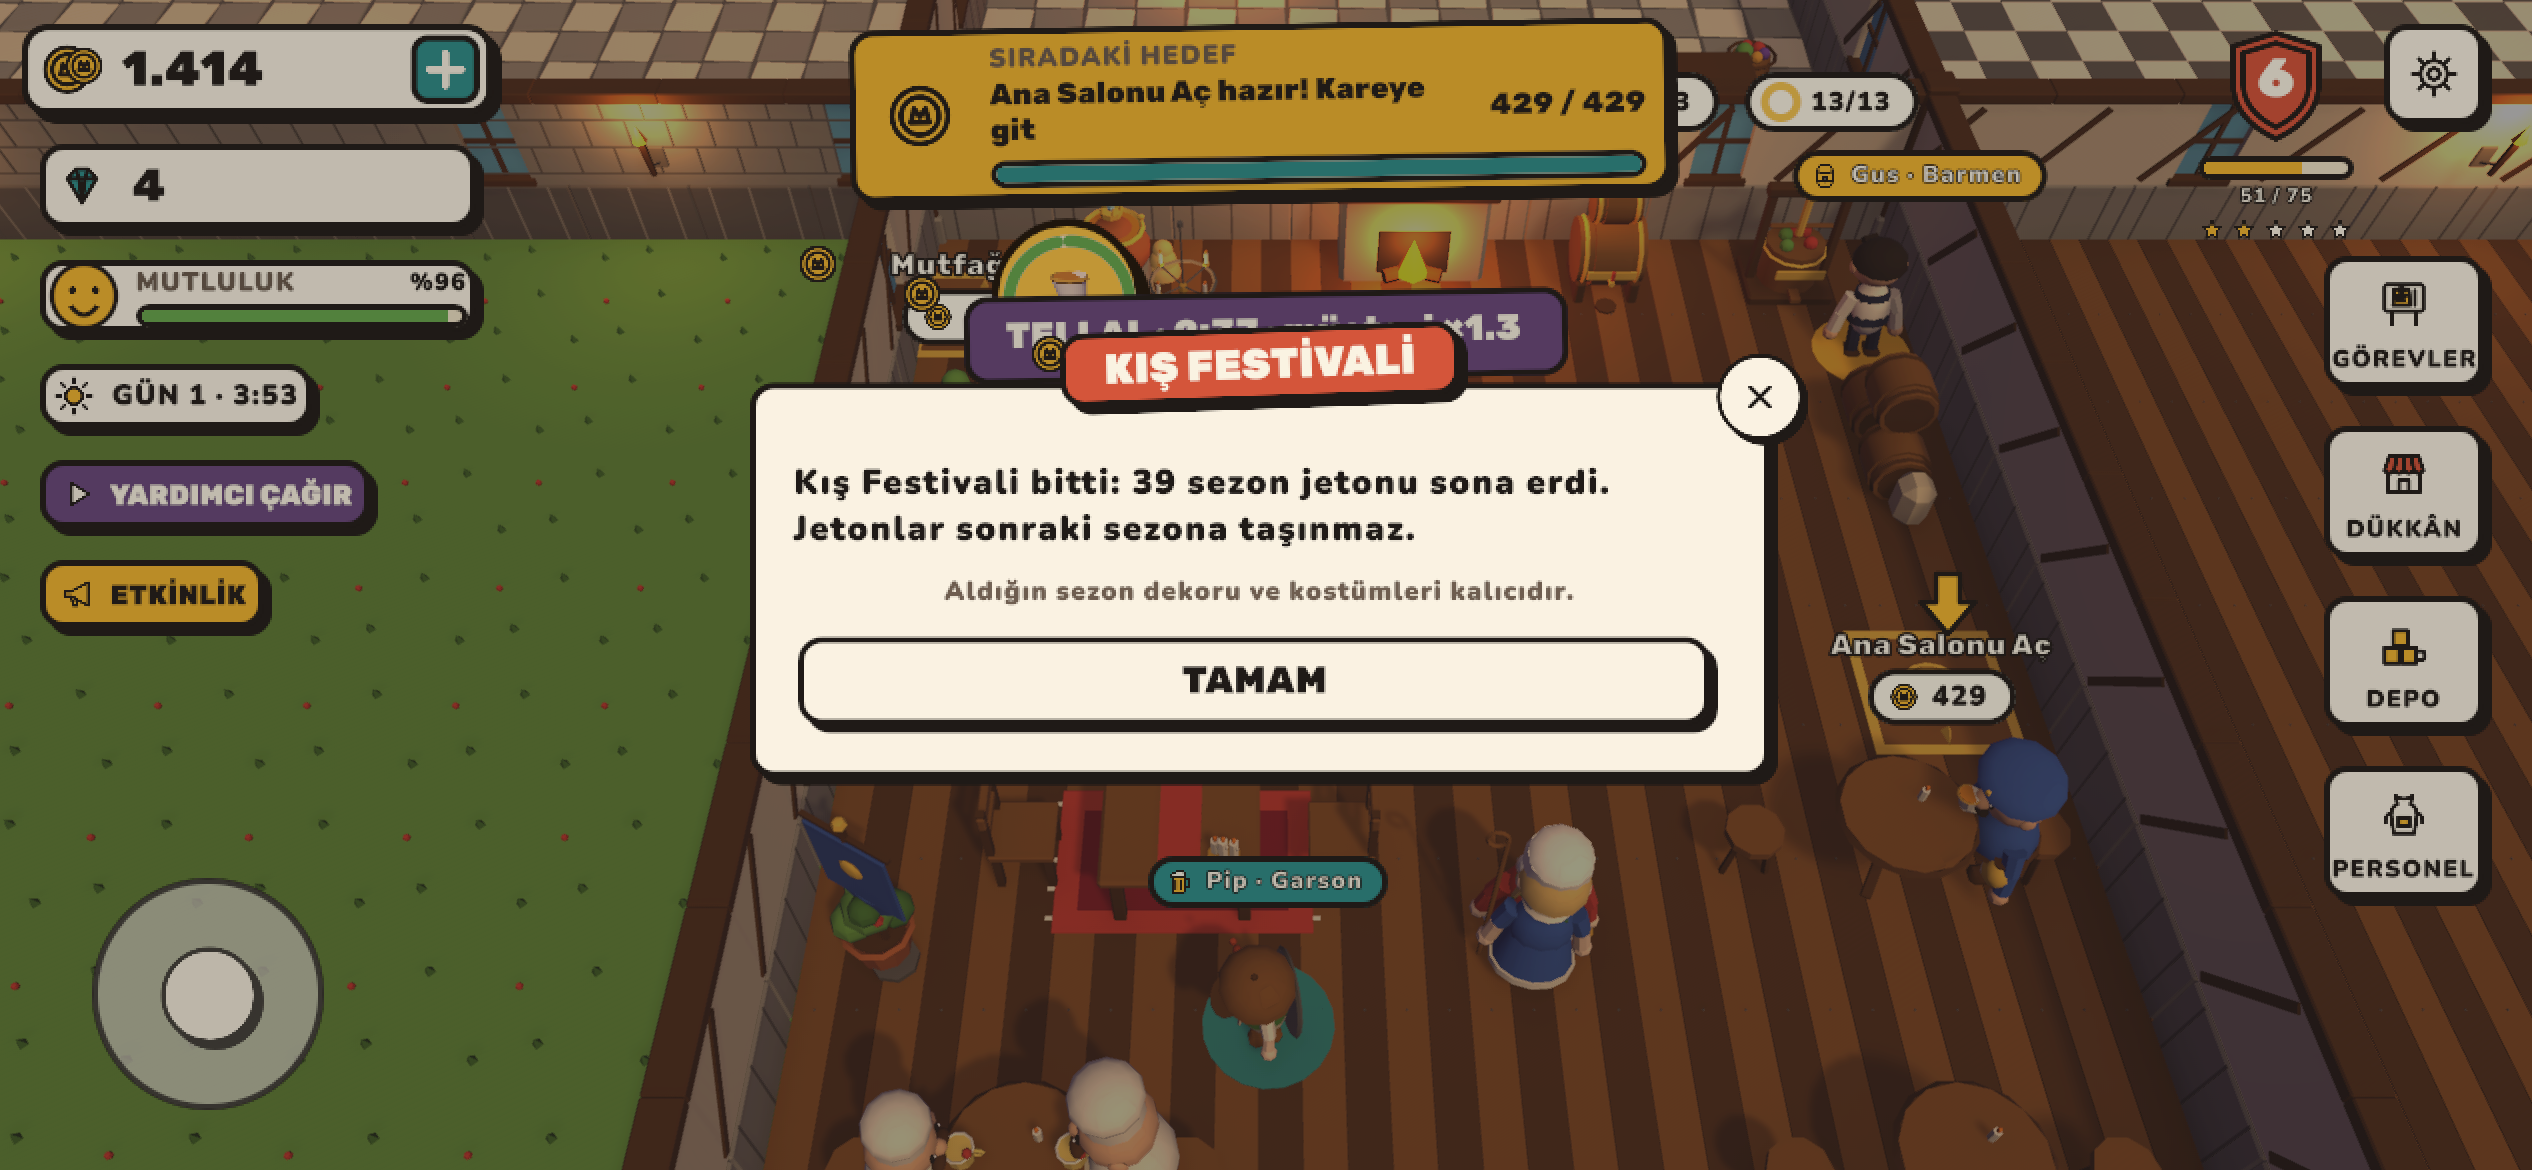 1.414
4
MUTLULUK %96
GÜN 1 · 3:53
YARDIMCI ÇAĞIR
ETKİNLİK
SIRADAKİ HEDEF
Ana Salonu Aç hazır! Kareye git
429 / 429
13/13
Gus · Barmen
6
51 / 75
GÖREVLER
DÜKKÂN
DEPO
PERSONEL
×1.3
KIŞ FESTİVALİ
Kış Festivali bitti: 39 sezon jetonu sona erdi.
Jetonlar sonraki sezona taşınmaz.
Aldığın sezon dekoru ve kostümleri kalıcıdır.
TAMAM
Ana Salonu Aç
429
Pip · Garson